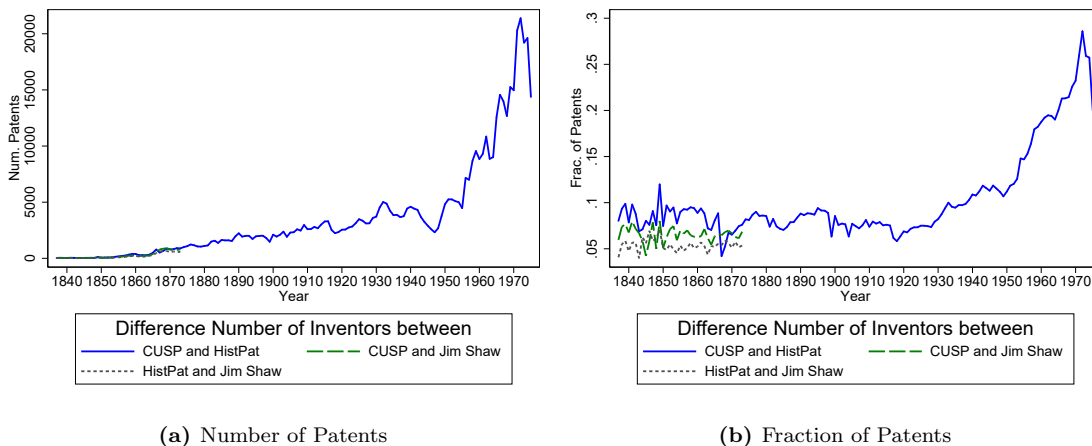 20000
15000
10000
5000
0
Num. Patents
1840 1850 1860 1870 1880 1890 1900 1910 1920 1930 1940 1950 1960 1970
Year
Difference Number of Inventors between
CUSP and HistPat
CUSP and Jim Shaw
HistPat and Jim Shaw
(a) Number of Patents
.3
.25
.2
.15
.1
.05
Frac. of Patents
1840 1850 1860 1870 1880 1890 1900 1910 1920 1930 1940 1950 1960 1970
Year
Difference Number of Inventors between
CUSP and HistPat
CUSP and Jim Shaw
HistPat and Jim Shaw
(b) Fraction of Patents